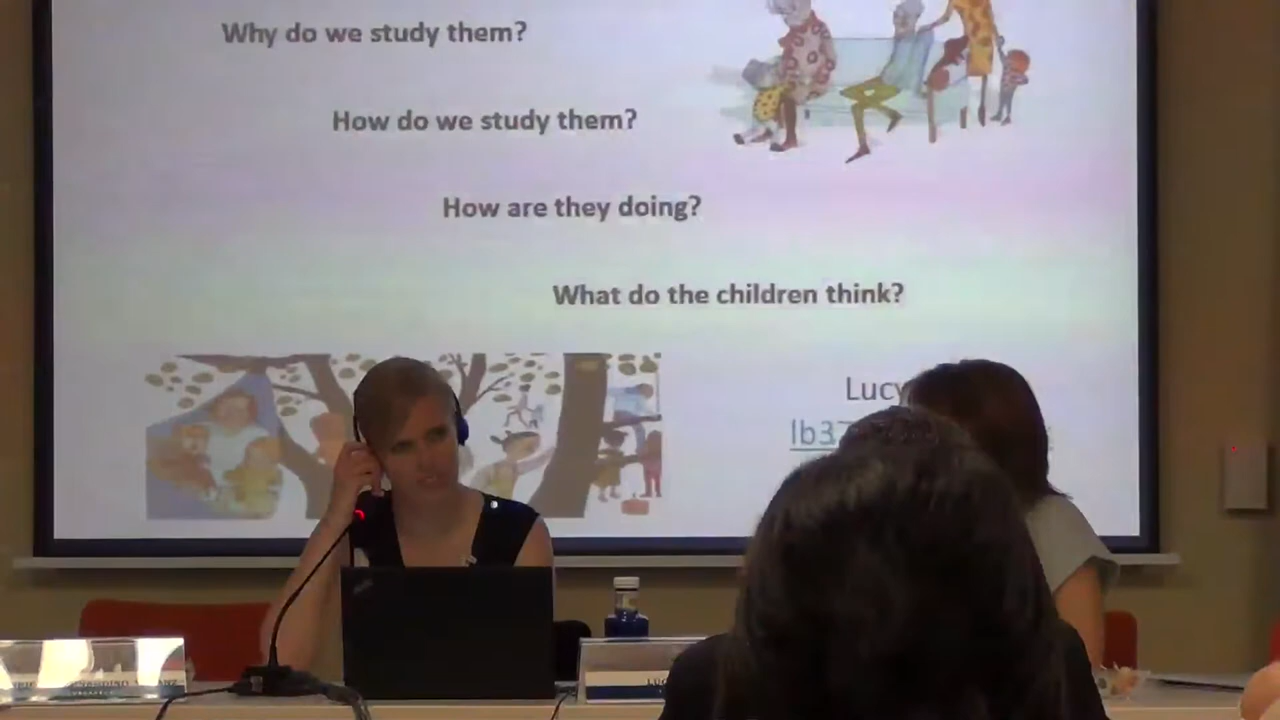 Why do we study them?
How do we study them?
How are they doing?
What do the children think?
Lucy
lb37